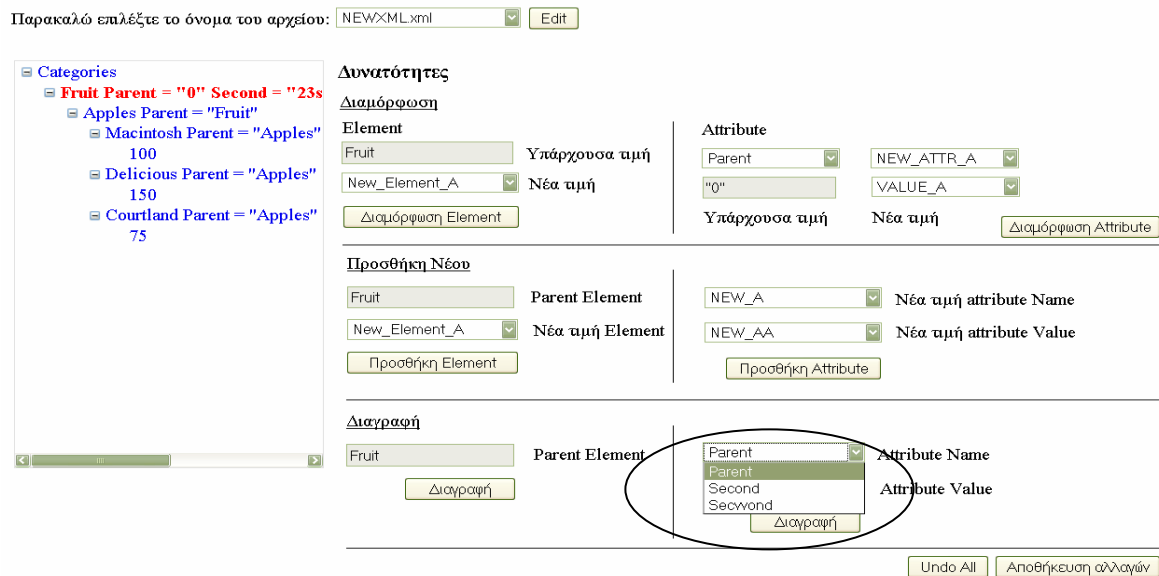 Παρακαλώ επιλέξτε το όνομα του αρχείου: NEWXML.xml Edit
Categories
Fruit Parent = "0" Second = "23s
Apples Parent = "Fruit"
Macintosh Parent = "Apples"
100
Delicious Parent = "Apples"
150
Courtland Parent = "Apples"
75
Δυνατότητες
Διαμόρφωση
Element
Fruit Υπάρχουσα τιμή
New_Element_A Νέα τιμή
Διαμόρφωση Element
Attribute
Parent NEW_ATTR_A
"0" VALUE_A
Υπάρχουσα τιμή Νέα τιμή
Διαμόρφωση Attribute
Προσθήκη Νέου
Fruit Parent Element
New_Element_A Νέα τιμή Element
Προσθήκη Element
NEW_A Νέα τιμή attribute Name
NEW_AA Νέα τιμή attribute Value
Προσθήκη Attribute
Διαγραφή
Fruit Parent Element
Διαγραφή
Parent Attribute Name
Parent
Second Attribute Value
Secwond
Διαγραφή
Undo All Αποθήκευση αλλαγών